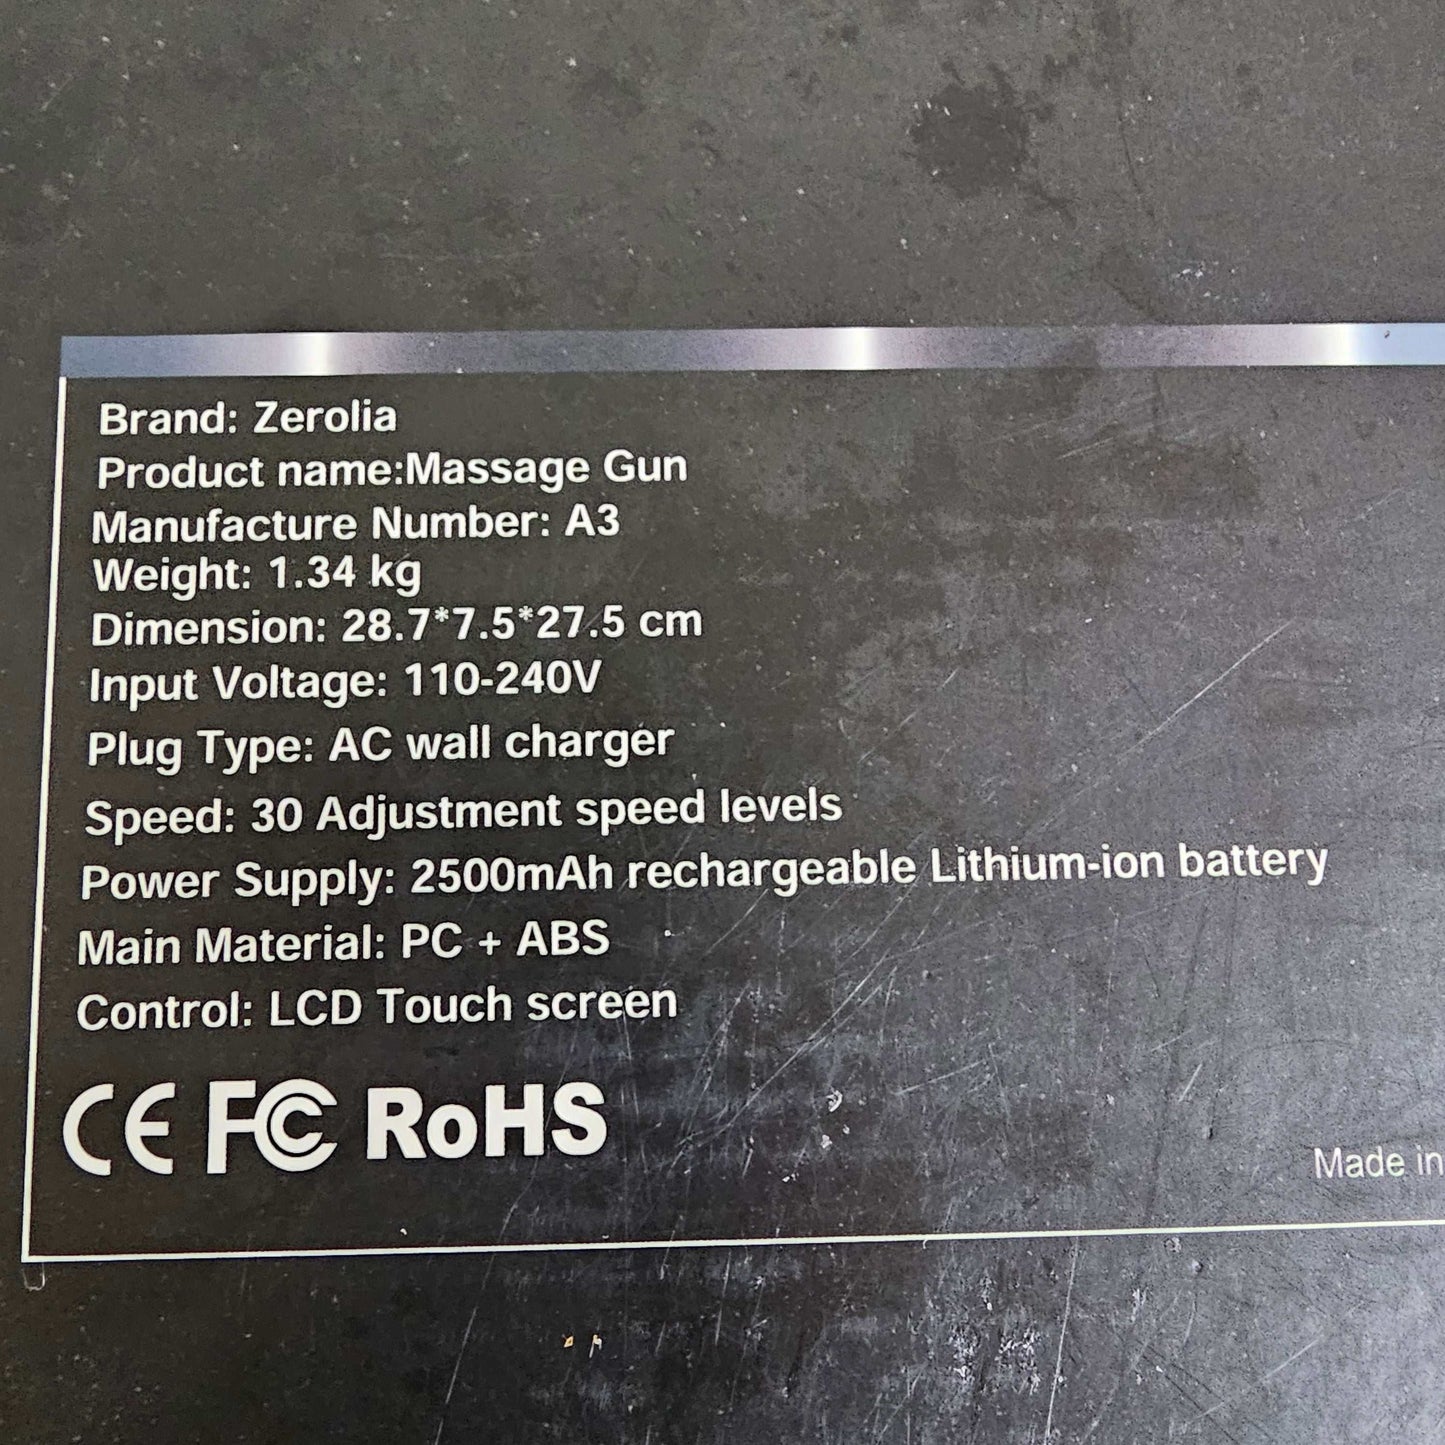 Brand: Zerolia
Product name:Massage Gun
Manufacture Number: A3
Weight: 1.34 kg
Dimension: 28.7*7.5*27.5 cm
Input Voltage: 110-240V
Plug Type: AC wall charger
Speed: 30 Adjustment speed levels
Power Supply: 2500mAh rechargeable Lithium-ion battery
Main Material: PC + ABS
Control: LCD Touch screen
CE FC RoHS
Made in